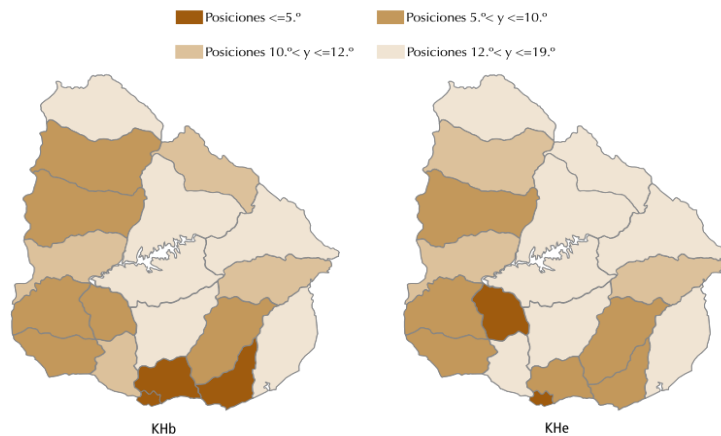 Posiciones <=5.º
Posiciones 5.º< y <=10.º
Posiciones 10.º< y <=12.º
Posiciones 12.º< y <=19.º
KHb
KHe